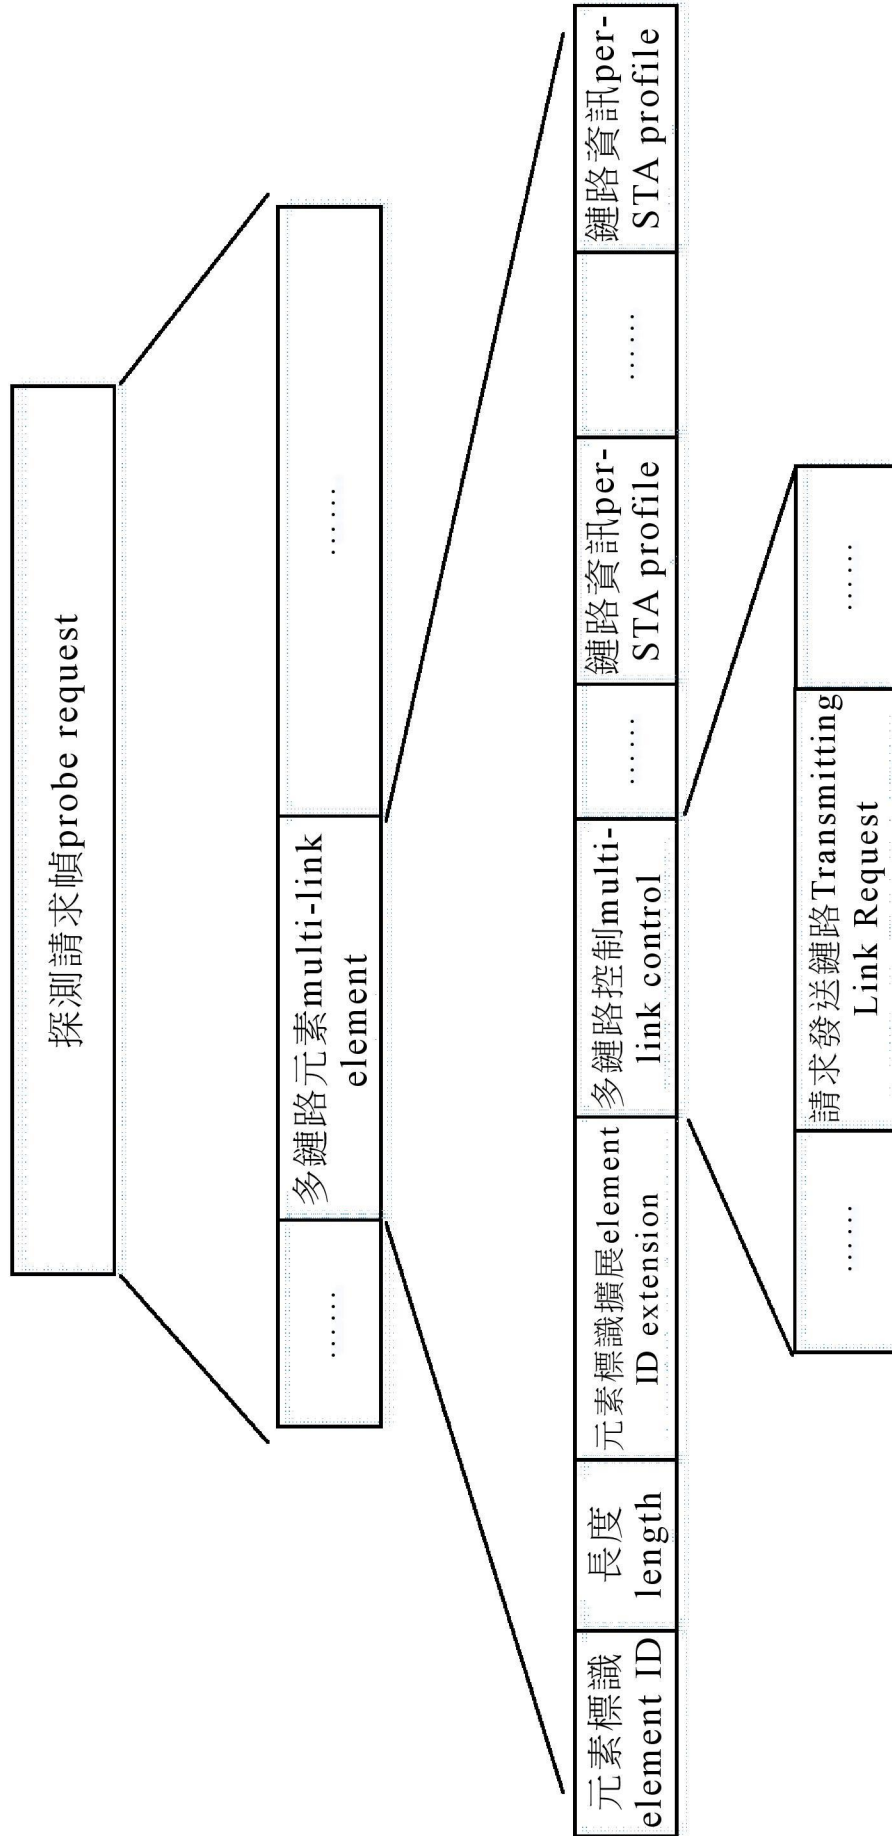 探測請求幀probe request
……
多鏈路元素multi-link
element
……
元素標識
element ID
長度
length
元素標識擴展element
ID extension
多鏈路控制multi-
link control
……
鏈路資訊per-
STA profile
……
鏈路資訊per-
STA profile
……
請求發送鏈路Transmitting
Link Request
……